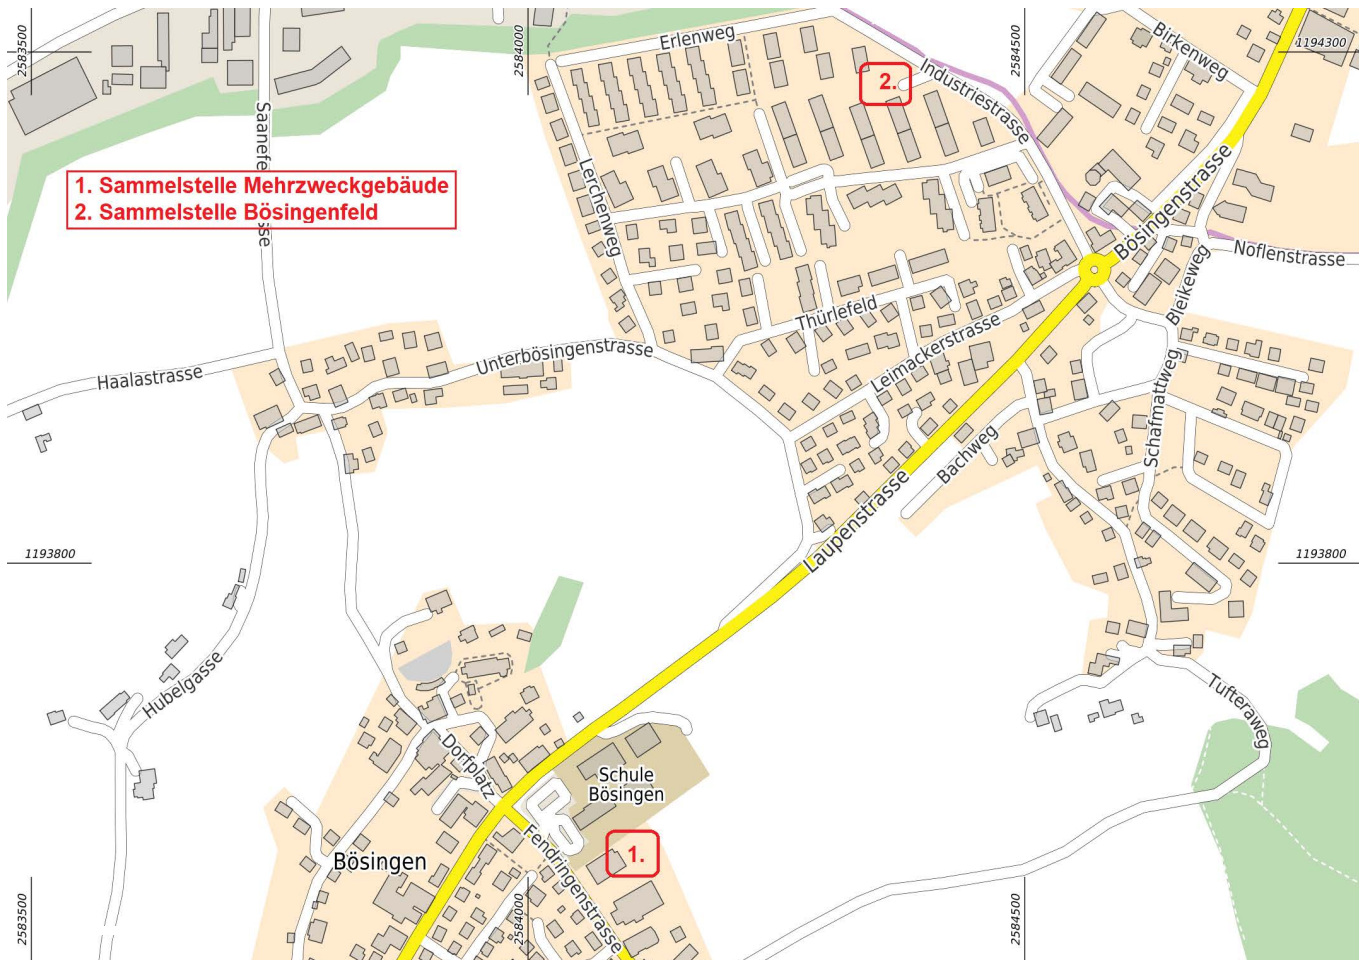 2583500
2584000
2584500
1194300
Erlenweg
Birkenweg
Industriestrasse
2.
Saanefe
sse
1. Sammelstelle Mehrzweckgebäude
2. Sammelstelle Bösingenfeld
Lerchenweg
Bösingenstrasse
Noflenstrasse
Bleikeweg
Thürlefeld
Leimackerstrasse
Unterbösingenstrasse
Haalastrasse
Schafmattweg
Bachweg
Laupenstrasse
1193800
1193800
Hubelgasse
Tufteraweg
Dorfplatz
Schule
Bösingen
Fendringenstrasse
1.
Bösingen
2583500
2584000
2584500